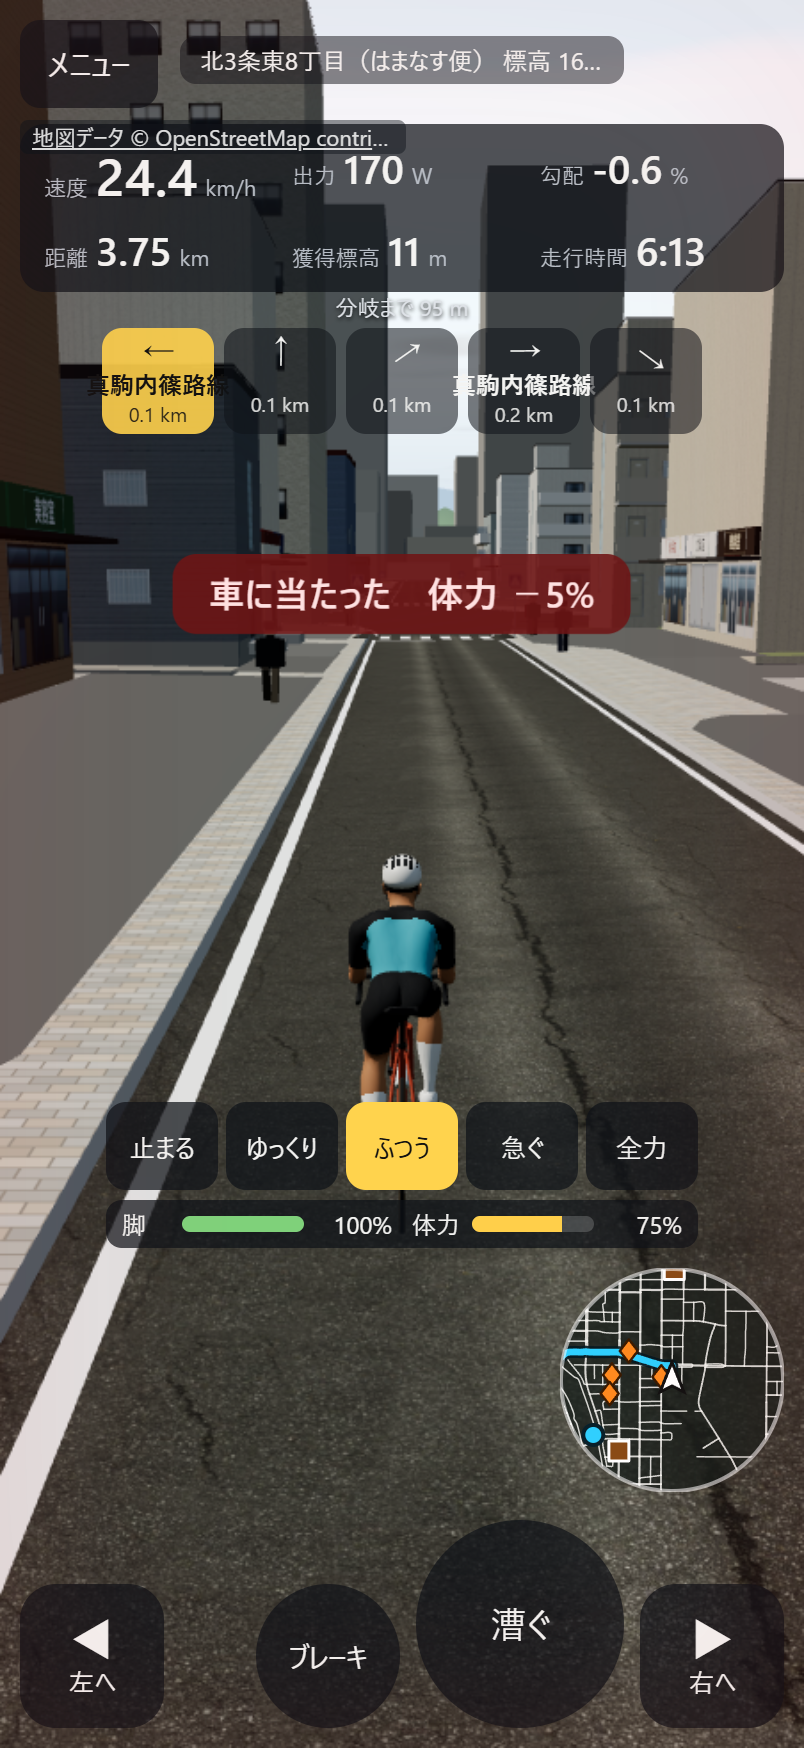 メニュー
北3条東8丁目（はまなす便） 標高 16...
地図データ © OpenStreetMap contri...
速度 24.4 km/h
出力 170 W
勾配 -0.6 %
距離 3.75 km
獲得標高 11 m
走行時間 6:13
分岐まで 95 m
← ↑ ↗ → ↘
真駒内篠路線 真駒内篠路線
0.1 km 0.1 km 0.1 km 0.2 km 0.1 km
車に当たった 体力 －5%
止まる ゆっくり ふつう 急ぐ 全力
脚 100% 体力 75%
漕ぐ
ブレーキ
◀ ▶
左へ 右へ